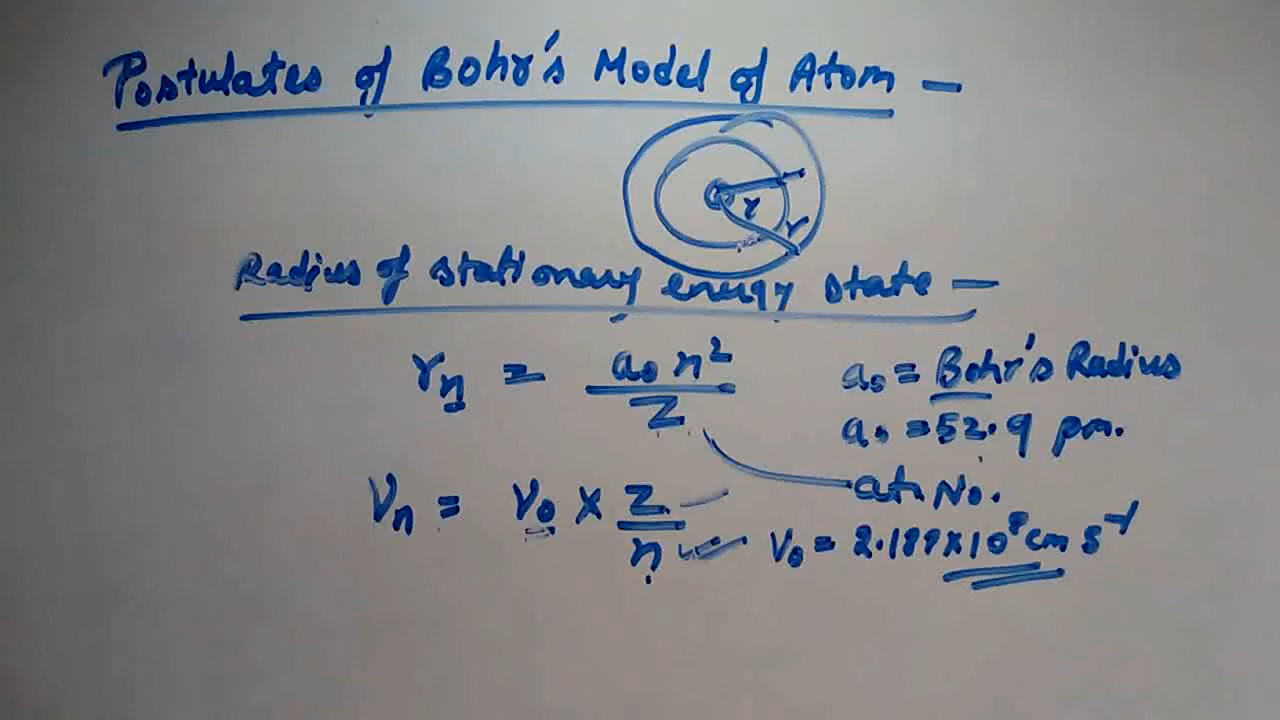 Postulates of Bohr's Model of Atom —
r
r
Radius of stationary energy state —
rn = a₀ n² / Z
a₀ = Bohr's Radius
a₀ = 52.9 pm.
at. No.
Vn = V₀ × Z / n
V₀ = 2.188×10⁸ cm s⁻¹